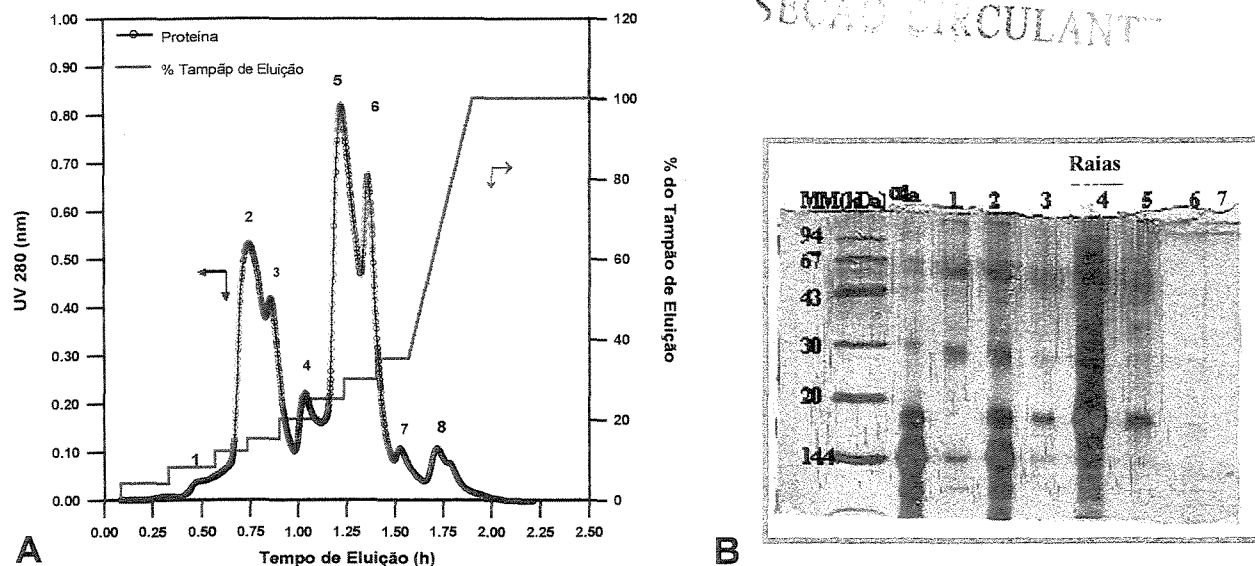 SEÇÃO CIRCULANT
Proteína
% Tampãp de Eluição
UV 280 (nm)
1.00
0.90
0.80
0.70
0.60
0.50
0.40
0.30
0.20
0.10
0.00
1
2
3
4
5
6
7
8
120
100
80
60
40
20
0
% do Tampão de Eluição
0.00 0.25 0.50 0.75 1.00 1.25 1.50 1.75 2.00 2.25 2.50
Tempo de Eluição (h)
A
Raias
MM(kDa) 1 2 3 4 5 6 7
94
67
43
30
20
144
B